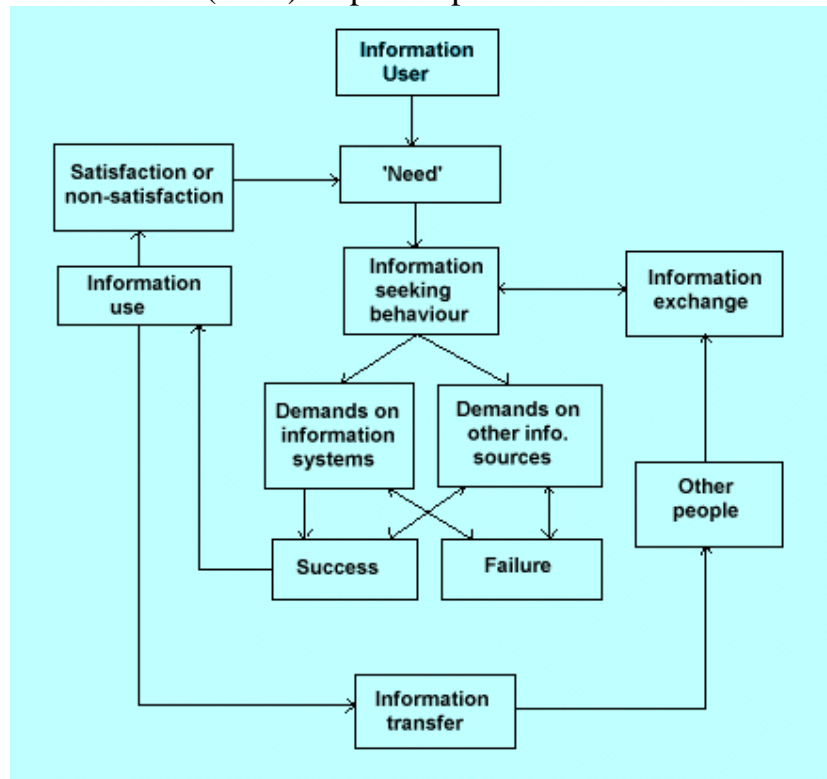 Information
User
Satisfaction or
non-satisfaction
'Need'
Information
use
Information
seeking
behaviour
Information
exchange
Demands on
information
systems
Demands on
other info.
sources
Other
people
Success
Failure
Information
transfer